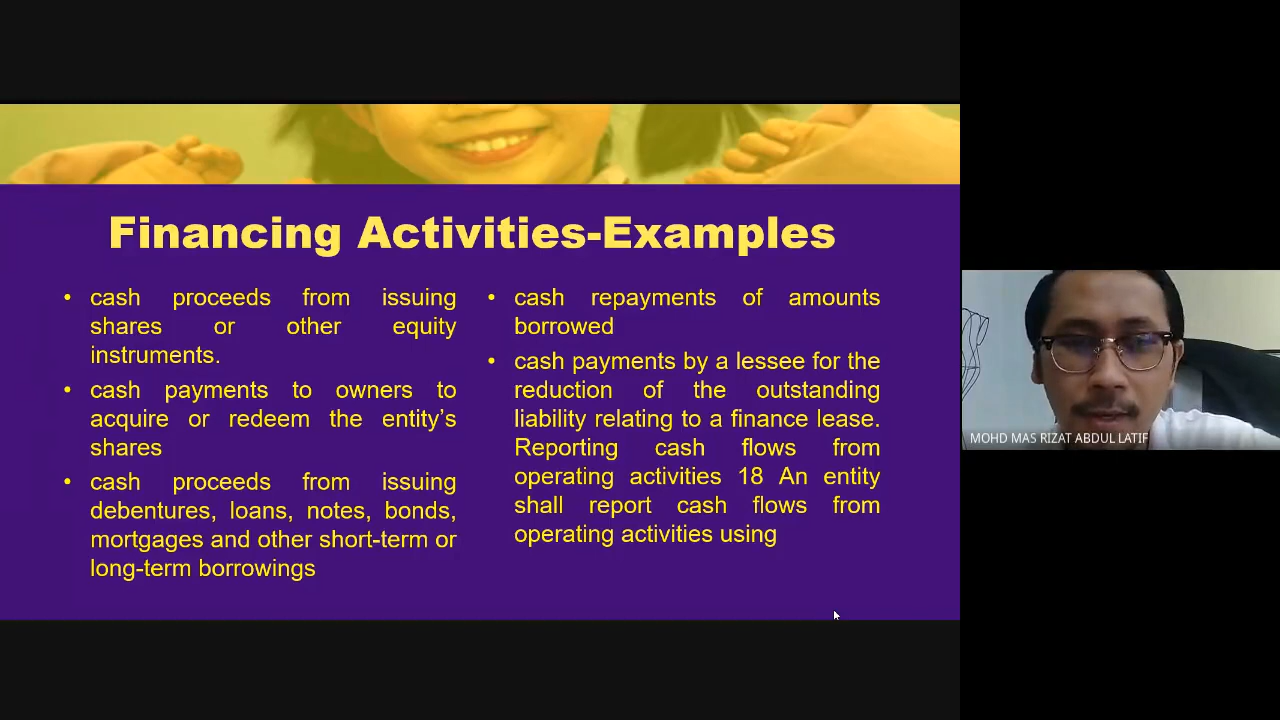 Financing Activities-Examples
• cash proceeds from issuing
shares or other equity
instruments.
• cash payments to owners to
acquire or redeem the entity’s
shares
• cash proceeds from issuing
debentures, loans, notes, bonds,
mortgages and other short-term or
long-term borrowings
• cash repayments of amounts
borrowed
• cash payments by a lessee for the
reduction of the outstanding
liability relating to a finance lease.
Reporting cash flows from
operating activities 18 An entity
shall report cash flows from
operating activities using
MOHD MAS RIZAT ABDUL LATIF